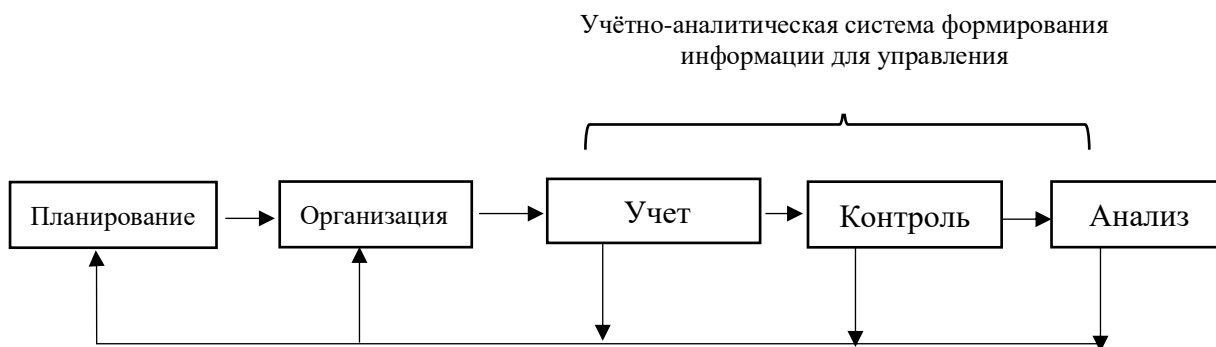 Учётно-аналитическая система формирования
информации для управления
Планирование
Организация
Учет
Контроль
Анализ